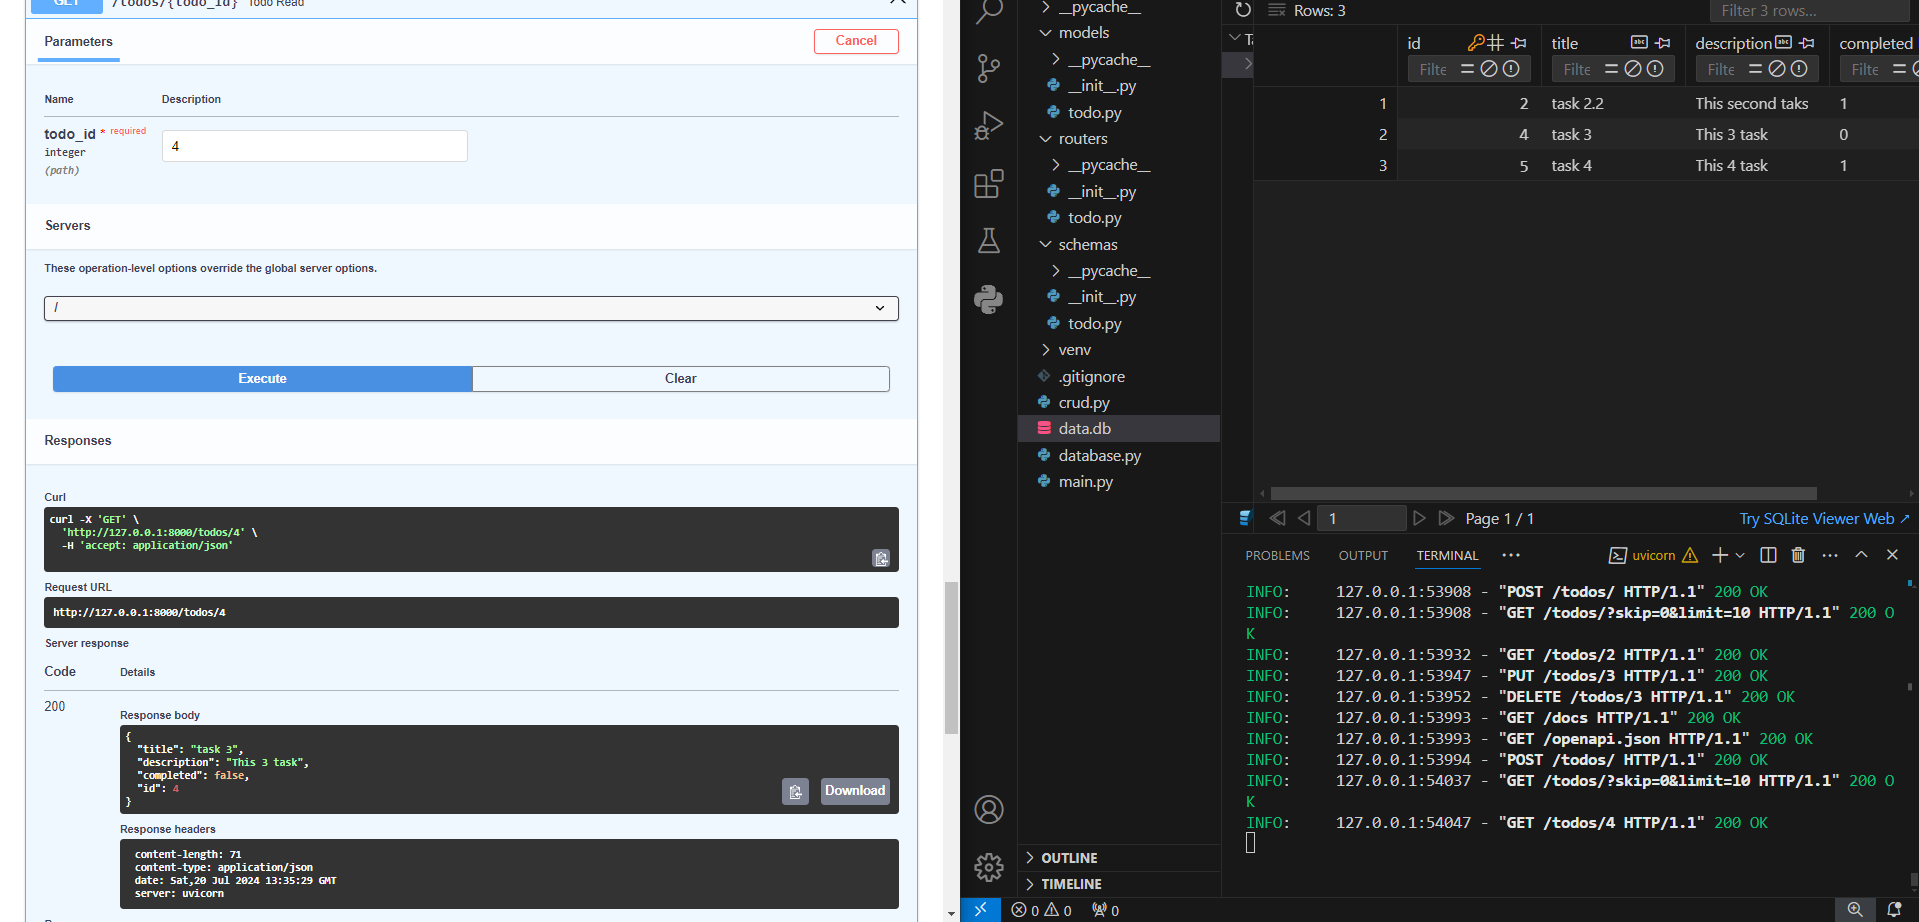 GET /todos/{todo_id} Todo Read
Parameters
Cancel
Name Description
todo_id * required
integer
(path)
4
Servers
These operation-level options override the global server options.
/
Execute
Clear
Responses
Curl
curl -X 'GET' \
'http://127.0.0.1:8000/todos/4' \
-H 'accept: application/json'
Request URL
http://127.0.0.1:8000/todos/4
Server response
Code Details
200
Response body
{
"title": "task 3",
"description": "This 3 task",
"completed": false,
"id": 4
}
Download
Response headers
content-length: 71
content-type: application/json
date: Sat,20 Jul 2024 13:35:29 GMT
server: uvicorn
__pycache__
models
__pycache__
__init__.py
todo.py
routers
__pycache__
__init__.py
todo.py
schemas
__pycache__
__init__.py
todo.py
venv
.gitignore
crud.py
data.db
database.py
main.py
OUTLINE
TIMELINE
Rows: 3
Filter 3 rows...
Ta
id title description completed
Filte Filte Filte Filte
1 2 task 2.2 This second taks 1
2 4 task 3 This 3 task 0
3 5 task 4 This 4 task 1
1 Page 1 / 1
Try SQLite Viewer Web ↗
PROBLEMS OUTPUT TERMINAL ··· uvicorn
INFO: 127.0.0.1:53908 - "POST /todos/ HTTP/1.1" 200 OK
INFO: 127.0.0.1:53908 - "GET /todos/?skip=0&limit=10 HTTP/1.1" 200 O
K
INFO: 127.0.0.1:53932 - "GET /todos/2 HTTP/1.1" 200 OK
INFO: 127.0.0.1:53947 - "PUT /todos/3 HTTP/1.1" 200 OK
INFO: 127.0.0.1:53952 - "DELETE /todos/3 HTTP/1.1" 200 OK
INFO: 127.0.0.1:53993 - "GET /docs HTTP/1.1" 200 OK
INFO: 127.0.0.1:53993 - "GET /openapi.json HTTP/1.1" 200 OK
INFO: 127.0.0.1:53994 - "POST /todos/ HTTP/1.1" 200 OK
INFO: 127.0.0.1:54037 - "GET /todos/?skip=0&limit=10 HTTP/1.1" 200 O
K
INFO: 127.0.0.1:54047 - "GET /todos/4 HTTP/1.1" 200 OK
0 0 0